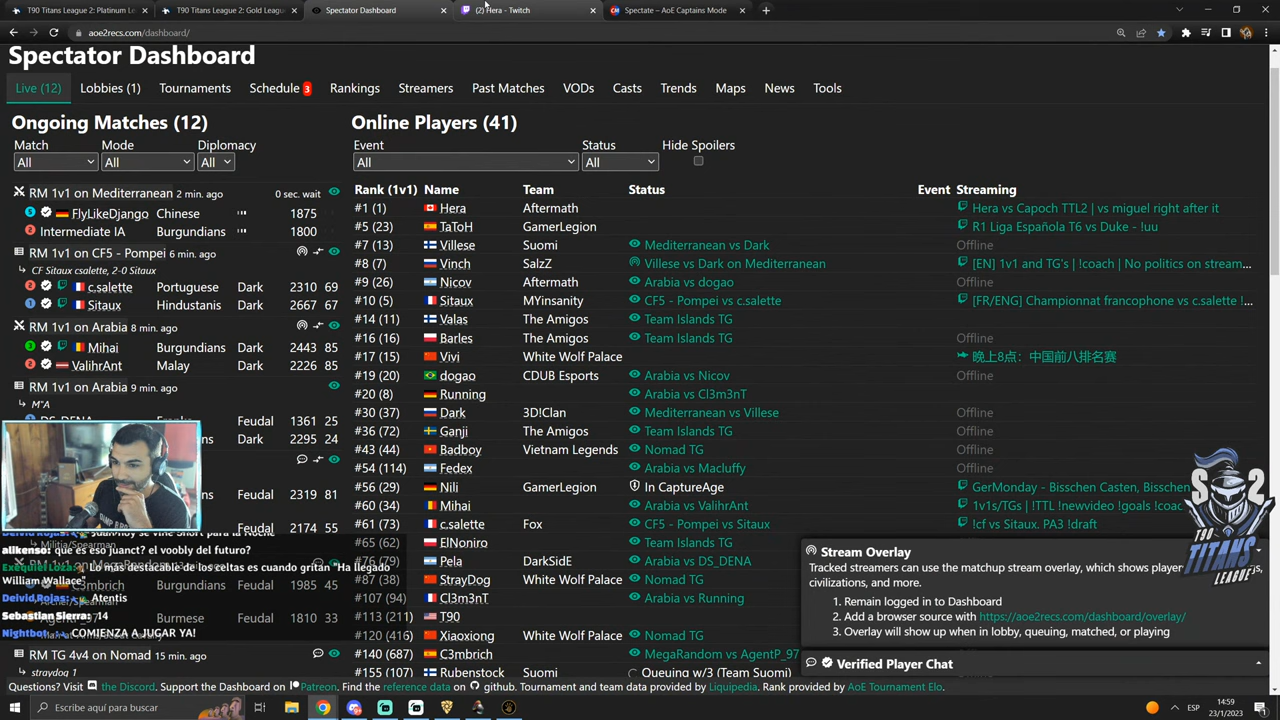 T90 Titans League 2: Platinum Le
T90 Titans League 2: Gold Leagu
Spectator Dashboard
(2) Hera - Twitch
Spectate – AoE Captains Mode
aoe2recs.com/dashboard/
Spectator Dashboard
Live (12) Lobbies (1) Tournaments Schedule 3 Rankings Streamers Past Matches VODs Casts Trends Maps News Tools
Ongoing Matches (12)
Match Mode Diplomacy
All All All
RM 1v1 on Mediterranean 2 min. ago 0 sec. wait
5 FlyLikeDjango Chinese 1875
2 Intermediate IA Burgundians 1800
RM 1v1 on CF5 - Pompei 6 min. ago
CF Sitaux csalette, 2-0 Sitaux
2 c.salette Portuguese Dark 2310 69
1 Sitaux Hindustanis Dark 2667 67
RM 1v1 on Arabia 8 min. ago
3 Mihai Burgundians Dark 2443 85
2 ValihrAnt Malay Dark 2226 85
RM 1v1 on Arabia 9 min. ago
DS_DENA Feudal 1361 25
Dark 2295 24
Feudal 2319 81
Feudal 2174 55
Militia/Spearman
C3mbrich Burgundians Feudal 1985 45
Archer/Spearman
AgentP_97 Burmese Feudal 1810 33
RM TG 4v4 on Nomad 15 min. ago
straydog 1
Online Players (41)
Event Status Hide Spoilers
All All
Rank (1v1) Name Team Status Event Streaming
#1 (1) Hera Aftermath Hera vs Capoch TTL2 | vs miguel right after it
#5 (23) TaToH GamerLegion R1 Liga Española T6 vs Duke - !uu
#7 (13) Villese Suomi Mediterranean vs Dark Offline
#8 (7) Vinch SalzZ Villese vs Dark on Mediterranean [EN] 1v1 and TG's | !coach | No politics on stream...
#9 (26) Nicov Aftermath Arabia vs dogao Offline
#10 (5) Sitaux MYinsanity CF5 - Pompei vs c.salette [FR/ENG] Championnat francophone vs c.salette !...
#14 (11) Valas The Amigos Team Islands TG
#16 (16) Barles The Amigos Team Islands TG Offline
#17 (15) Vivi White Wolf Palace 晚上8点：中国前八排名赛
#19 (20) dogao CDUB Esports Arabia vs Nicov Offline
#20 (8) Running Arabia vs Cl3m3nT
#30 (37) Dark 3D!Clan Mediterranean vs Villese Offline
#36 (72) Ganji The Amigos Team Islands TG Offline
#43 (44) Badboy Vietnam Legends Nomad TG Offline
#54 (114) Fedex Arabia vs Macluffy Offline
#56 (29) Nili GamerLegion In CaptureAge GerMonday - Bisschen Casten, Bisschen
#60 (34) Mihai Arabia vs ValihrAnt 1v1s/TGs | !TTL !newvideo !goals !coac
#61 (73) c.salette Fox CF5 - Pompei vs Sitaux !cf vs Sitaux. PA3 !draft
#65 (62) ElNoniro Team Islands TG
#76 (79) Pela DarkSidE Arabia vs DS_DENA
#87 (38) StrayDog White Wolf Palace Nomad TG
#107 (94) Cl3m3nT Arabia vs Running
#113 (211) T90
#120 (416) Xiaoxiong White Wolf Palace Nomad TG
#140 (687) C3mbrich MegaRandom vs AgentP_97
#155 (107) Rubenstock Suomi Queuing w/3 (Team Suomi)
allkenso: que es eso juanct? el voobly del futuro?
Exequiel Loza: Lo mas destacable de los celtas es cuando gritan "Ha llegado
William Wallace"
Deivid,Rojas: Atentis
Sebastian Sierra: 14
Nightbot: COMIENZA A JUGAR YA!
S2
T90
TITANS
LEAGUE
Stream Overlay
Tracked streamers can use the matchup stream overlay, which shows player
civilizations, and more.
1. Remain logged in to Dashboard
2. Add a browser source with https://aoe2recs.com/dashboard/overlay/
3. Overlay will show up when in lobby, queuing, matched, or playing
Verified Player Chat
Questions? Visit the Discord. Support the Dashboard on Patreon. Find the reference data on github. Tournament and team data provided by Liquipedia. Rank provided by AoE Tournament Elo.
Escribe aquí para buscar
ESP
14:59
23/1/2023
1